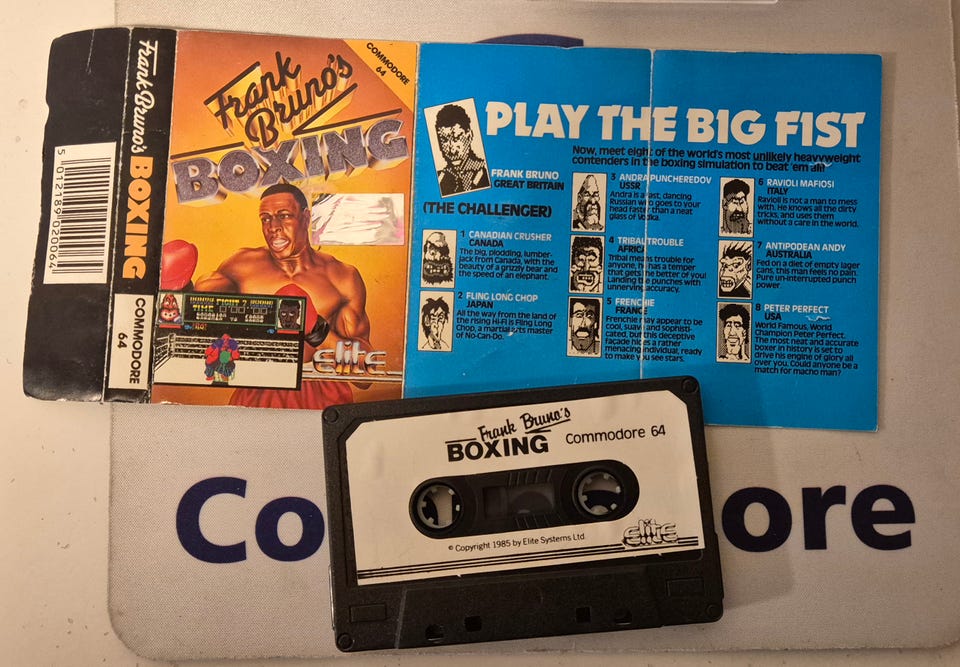 Frank Bruno's BOXING
COMMODORE
64
5 012189 020067
Frank
Bruno's
BOXING
COMMODORE
64
elite
PLAY THE BIG FIST
Now, meet eight of the world's most unlikely heavyweight
contenders in the boxing simulation to beat 'em all!
FRANK BRUNO
GREAT BRITAIN
(THE CHALLENGER)
1 CANADIAN CRUSHER
CANADA
The big, plodding, lumber-
jack from Canada, with the
beauty of a grizzly bear and
the speed of an elephant.
2 FLING LONG CHOP
JAPAN
All the way from the land of
the rising Hi-Fi is Fling Long
Chop, a martial arts master
of No-Can-Do.
3 ANDRA PUNCHEREDOV
USSR
Andra is a fast, dancing
Russian who goes to your
head faster than a neat
glass of Vodka.
4 TRIBAL TROUBLE
AFRICA
Tribal means trouble for
anyone, he has a temper
that gets the better of you!
Landing the punches with
unnerving accuracy.
5 FRENCHIE
FRANCE
Frenchie may appear to be
cool, suave and sophisti-
cated, but this deceptive
facade hides a rather
menacing individual, ready
to make you see stars.
6 RAVIOLI MAFIOSI
ITALY
Ravioli is not a man to mess
with. He knows all the dirty
tricks, and uses them
without a care in the world.
7 ANTIPODEAN ANDY
AUSTRALIA
Fed on a diet of empty lager
cans, this man feels no pain.
Pure un-interrupted punch
power.
8 PETER PERFECT
USA
World Famous, World
Champion Peter Perfect.
The most neat and accurate
boxer in history is set to
drive his engine of glory all
over you. Could anyone be a
match for macho man?
Frank Bruno's
BOXING Commodore 64
© Copyright 1985 by Elite Systems Ltd.
elite
Co ore